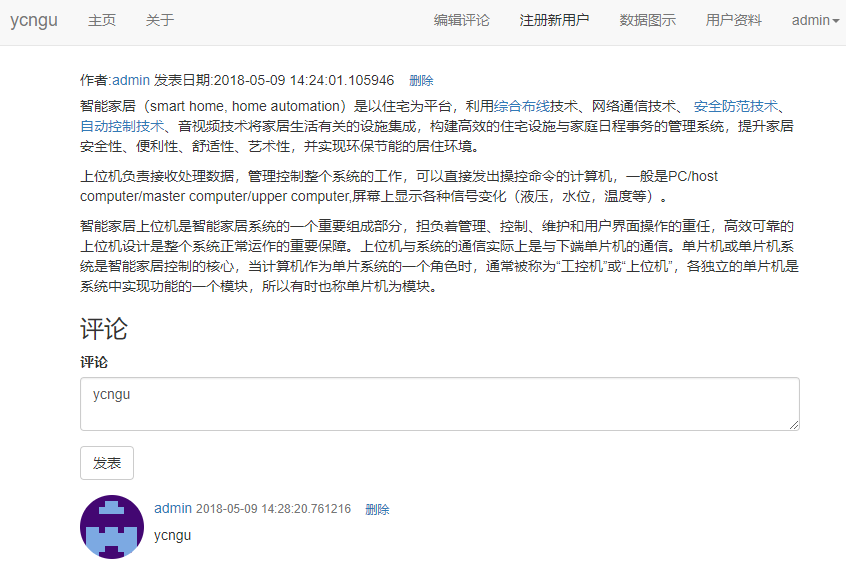 ycngu 主页 关于 编辑评论 注册新用户 数据图示 用户资料 admin
作者:admin 发表日期:2018-05-09 14:24:01.105946 删除
智能家居（smart home, home automation）是以住宅为平台，利用综合布线技术、网络通信技术、 安全防范技术、
自动控制技术、音视频技术将家居生活有关的设施集成，构建高效的住宅设施与家庭日程事务的管理系统，提升家居
安全性、便利性、舒适性、艺术性，并实现环保节能的居住环境。
上位机负责接收处理数据，管理控制整个系统的工作，可以直接发出操控命令的计算机，一般是PC/host
computer/master computer/upper computer,屏幕上显示各种信号变化（液压，水位，温度等）。
智能家居上位机是智能家居系统的一个重要组成部分，担负着管理、控制、维护和用户界面操作的重任，高效可靠的
上位机设计是整个系统正常运作的重要保障。上位机与系统的通信实际上是与下端单片机的通信。单片机或单片机系
统是智能家居控制的核心，当计算机作为单片系统的一个角色时，通常被称为“工控机”或“上位机”，各独立的单片机是
系统中实现功能的一个模块，所以有时也称单片机为模块。
评论
评论
ycngu
发表
admin 2018-05-09 14:28:20.761216 删除
ycngu